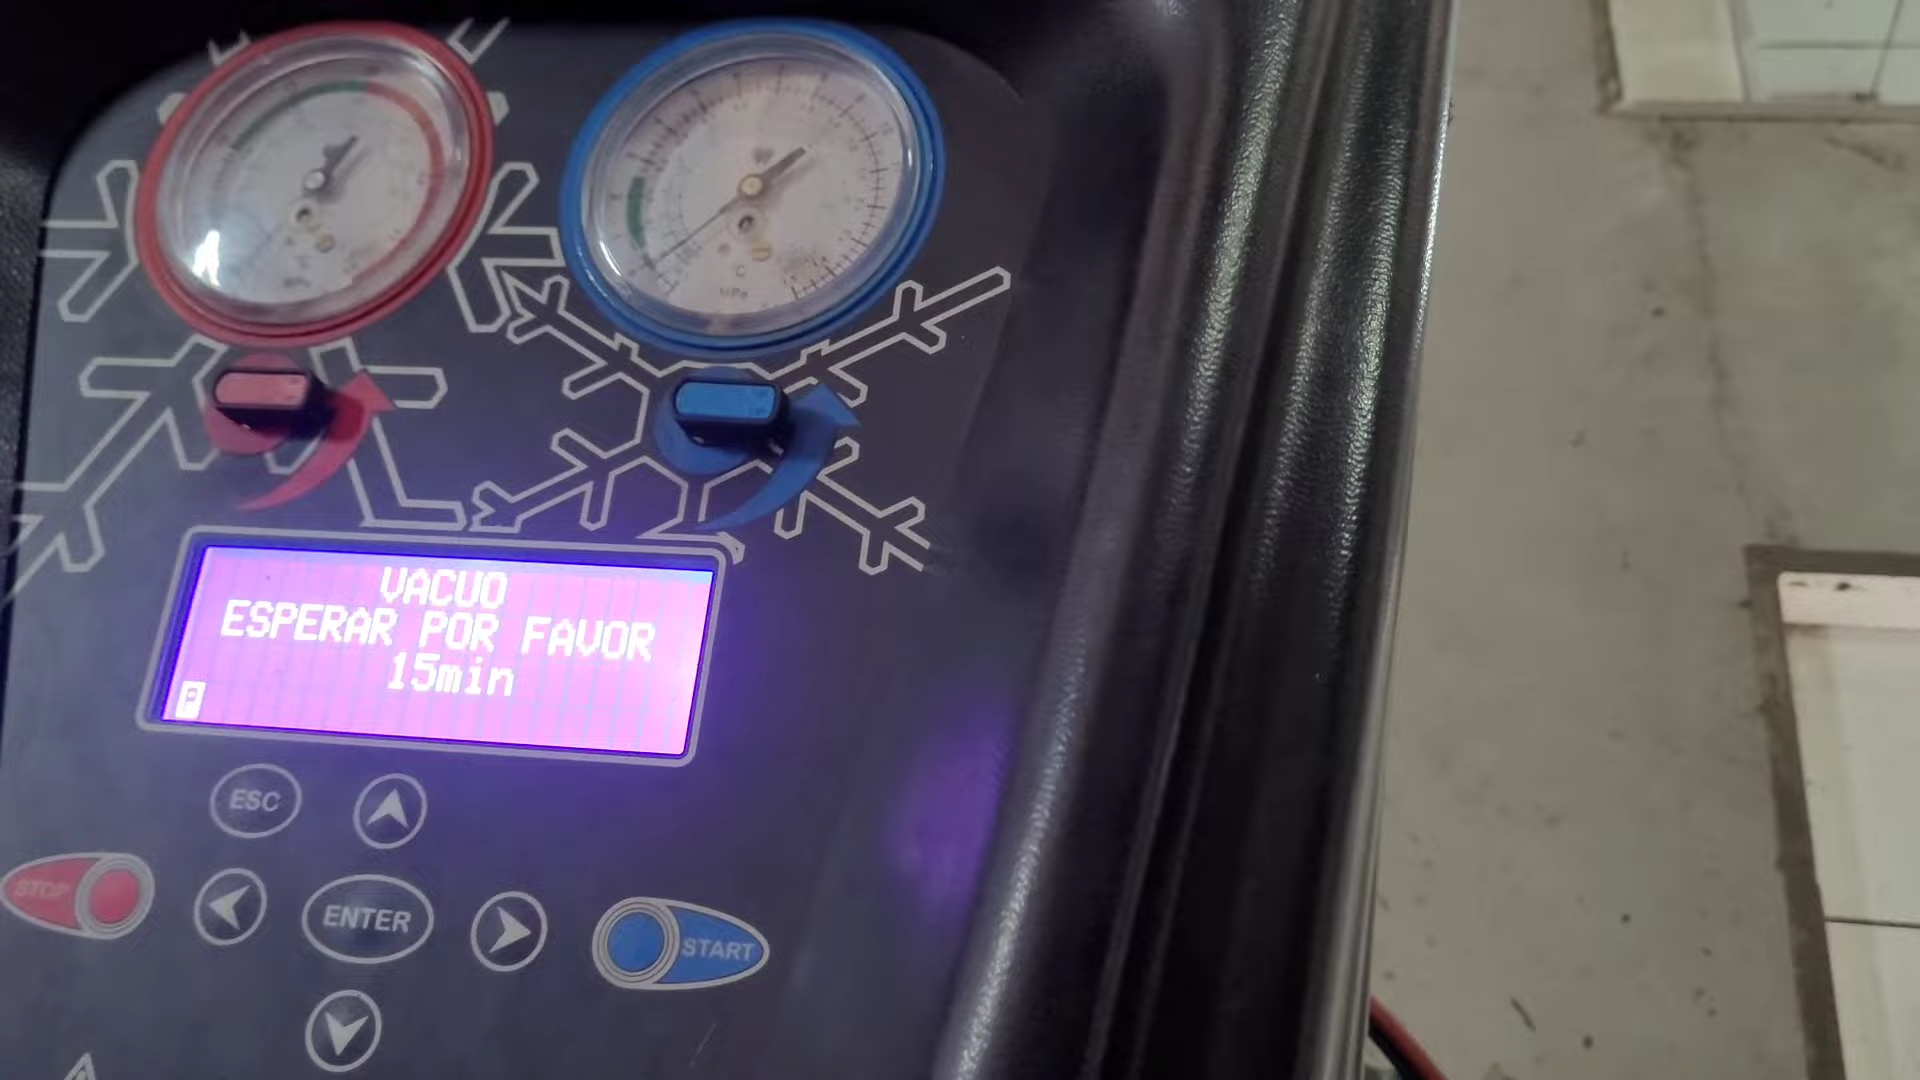 VACUO
ESPERAR POR FAVOR
15min
P
ESC
STOP
ENTER
START